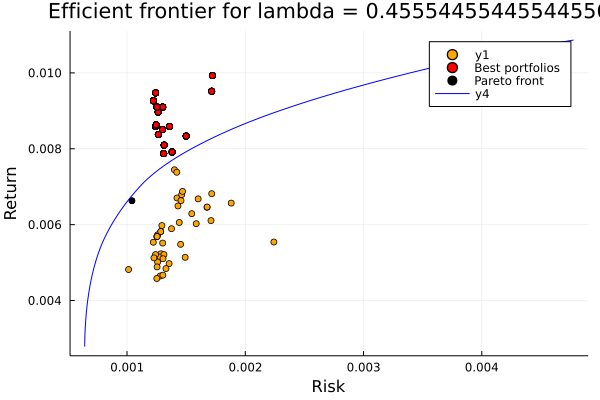 Efficient frontier for lambda = 0.4555445544554455
y1
Best portfolios
Pareto front
y4
0.010
0.008
0.006
0.004
Return
0.001
0.002
0.003
0.004
Risk